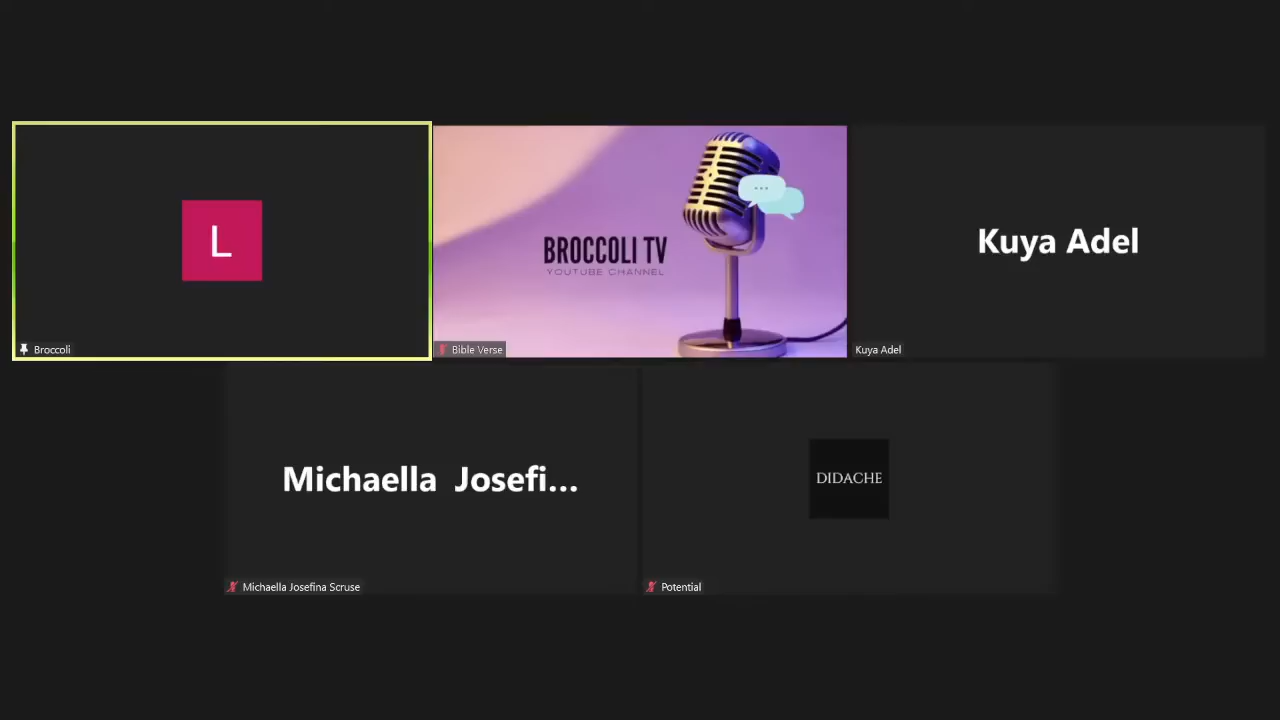 L
Broccoli
BROCCOLI TV
YOUTUBE CHANNEL
Bible Verse
Kuya Adel
Kuya Adel
Michaella Josefi...
Michaella Josefina Scruse
DIDACHE
Potential